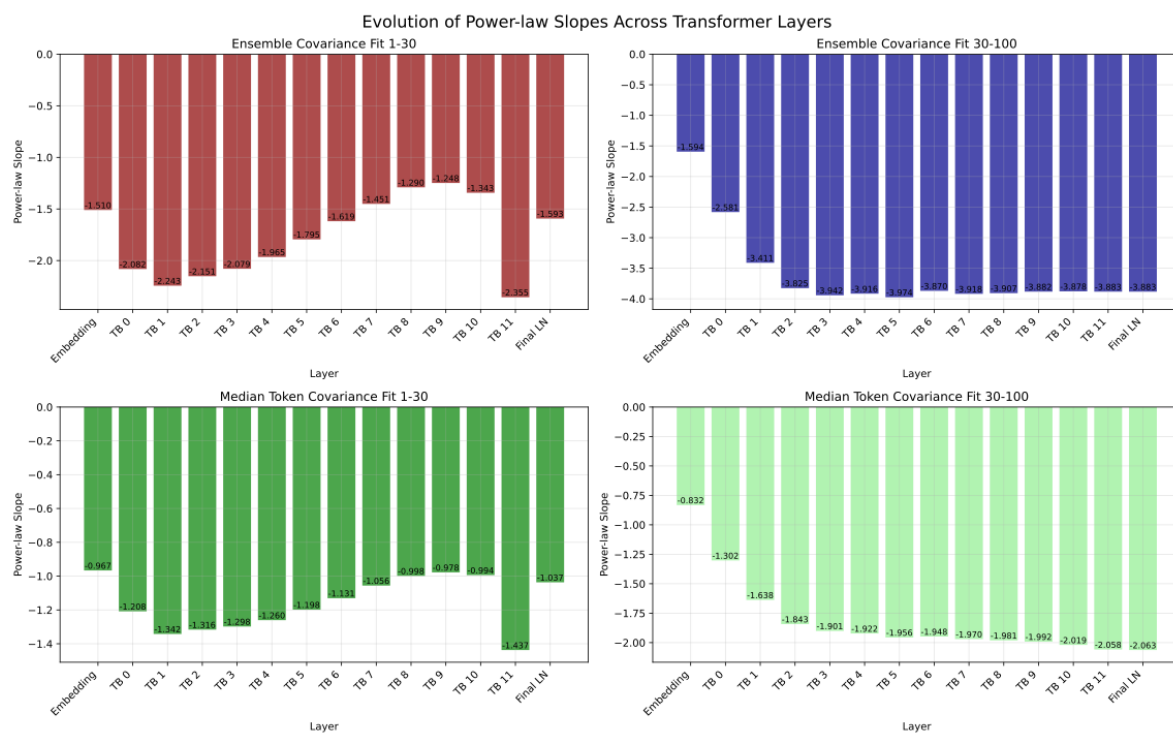 Evolution of Power-law Slopes Across Transformer Layers
Ensemble Covariance Fit 1-30
Power-law Slope
0.0
−0.5
−1.0
−1.5
−2.0
-1.510
-2.082
-2.243
-2.151
-2.079
-1.965
-1.795
-1.619
-1.451
-1.290
-1.248
-1.343
-2.355
-1.593
Embedding
TB 0
TB 1
TB 2
TB 3
TB 4
TB 5
TB 6
TB 7
TB 8
TB 9
TB 10
TB 11
Final LN
Layer
Ensemble Covariance Fit 30-100
Power-law Slope
0.0
−0.5
−1.0
−1.5
−2.0
−2.5
−3.0
−3.5
−4.0
-1.594
-2.581
-3.411
-3.825
-3.942
-3.916
-3.974
-3.870
-3.918
-3.907
-3.882
-3.878
-3.883
-3.883
Embedding
TB 0
TB 1
TB 2
TB 3
TB 4
TB 5
TB 6
TB 7
TB 8
TB 9
TB 10
TB 11
Final LN
Layer
Median Token Covariance Fit 1-30
Power-law Slope
0.0
−0.2
−0.4
−0.6
−0.8
−1.0
−1.2
−1.4
-0.967
-1.208
-1.342
-1.316
-1.298
-1.260
-1.198
-1.131
-1.056
-0.998
-0.978
-0.994
-1.437
-1.037
Embedding
TB 0
TB 1
TB 2
TB 3
TB 4
TB 5
TB 6
TB 7
TB 8
TB 9
TB 10
TB 11
Final LN
Layer
Median Token Covariance Fit 30-100
Power-law Slope
0.00
−0.25
−0.50
−0.75
−1.00
−1.25
−1.50
−1.75
−2.00
-0.832
-1.302
-1.638
-1.843
-1.901
-1.922
-1.956
-1.948
-1.970
-1.981
-1.992
-2.019
-2.058
-2.063
Embedding
TB 0
TB 1
TB 2
TB 3
TB 4
TB 5
TB 6
TB 7
TB 8
TB 9
TB 10
TB 11
Final LN
Layer